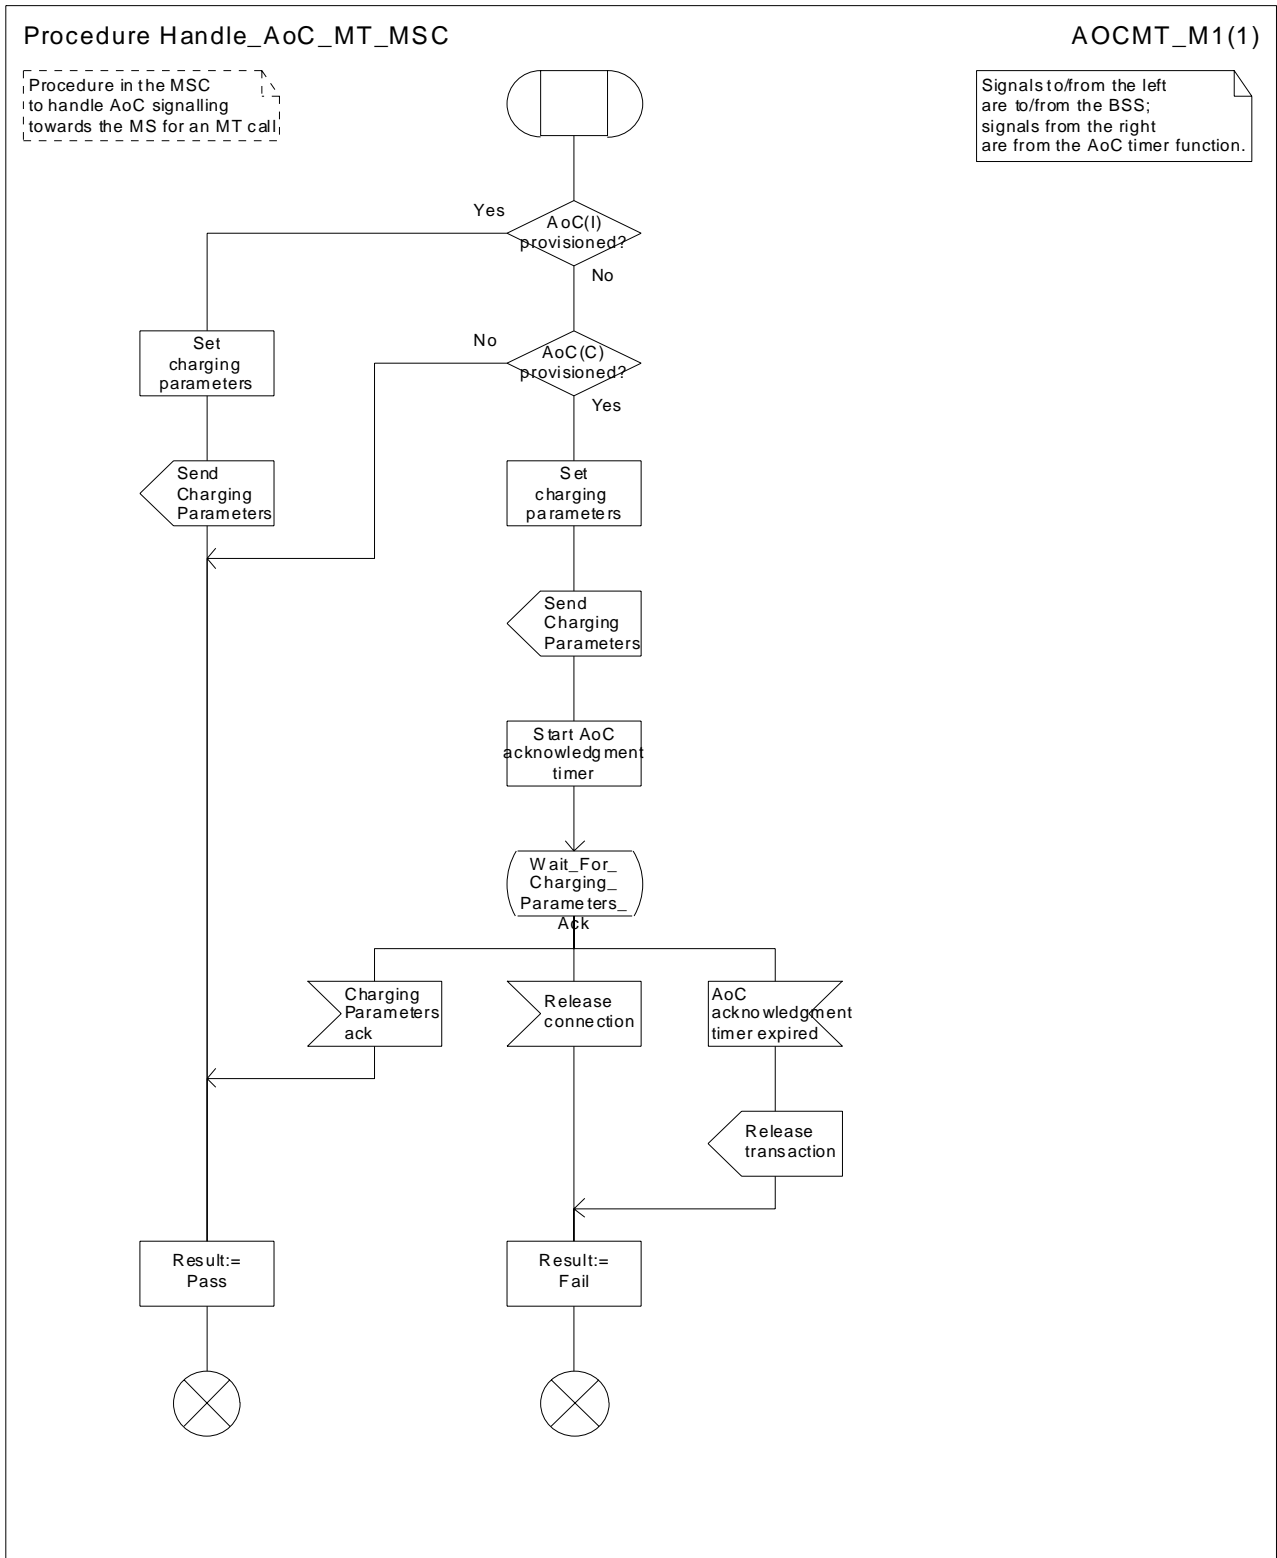 Procedure Handle_AoC_MT_MSC
AOCMT_M1(1)
Procedure in the MSC
to handle AoC signalling
towards the MS for an MT call
Signals to/from the left
are to/from the BSS;
signals from the right
are from the AoC timer function.
Yes
AoC(I)
provisioned?
No
Set
charging
parameters
No
AoC(C)
provisioned?
Yes
Send
Charging
Parameters
Set
charging
parameters
Send
Charging
Parameters
Start AoC
acknowledgment
timer
Wait_For_
Charging_
Parameters_
Ack
Charging
Parameters
ack
Release
connection
AoC
acknowledgment
timer expired
Release
transaction
Result:=
Pass
Result:=
Fail